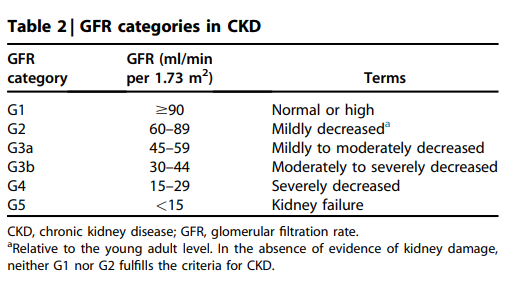 Table 2 | GFR categories in CKD
GFR category GFR (ml/min per 1.73 m²) Terms
G1 ≥90 Normal or high
G2 60–89 Mildly decreasedᵃ
G3a 45–59 Mildly to moderately decreased
G3b 30–44 Moderately to severely decreased
G4 15–29 Severely decreased
G5 <15 Kidney failure
CKD, chronic kidney disease; GFR, glomerular filtration rate.
ᵃRelative to the young adult level. In the absence of evidence of kidney damage,
neither G1 nor G2 fulfills the criteria for CKD.